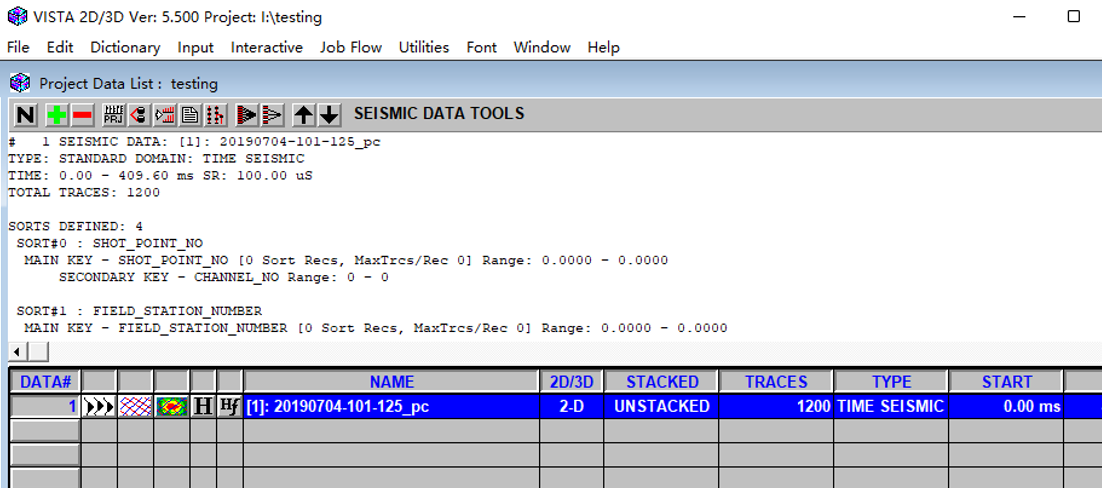 VISTA 2D/3D Ver: 5.500 Project: I:\testing
File Edit Dictionary Input Interactive Job Flow Utilities Font Window Help
Project Data List : testing
N PRJ SEISMIC DATA TOOLS
# 1 SEISMIC DATA: [1]: 20190704-101-125_pc
TYPE: STANDARD DOMAIN: TIME SEISMIC
TIME: 0.00 - 409.60 ms SR: 100.00 uS
TOTAL TRACES: 1200
SORTS DEFINED: 4
SORT#0 : SHOT_POINT_NO
MAIN KEY - SHOT_POINT_NO [0 Sort Recs, MaxTrcs/Rec 0] Range: 0.0000 - 0.0000
SECONDARY KEY - CHANNEL_NO Range: 0 - 0
SORT#1 : FIELD_STATION_NUMBER
MAIN KEY - FIELD_STATION_NUMBER [0 Sort Recs, MaxTrcs/Rec 0] Range: 0.0000 - 0.0000
DATA# NAME 2D/3D STACKED TRACES TYPE START
1 H Hf [1]: 20190704-101-125_pc 2-D UNSTACKED 1200 TIME SEISMIC 0.00 ms